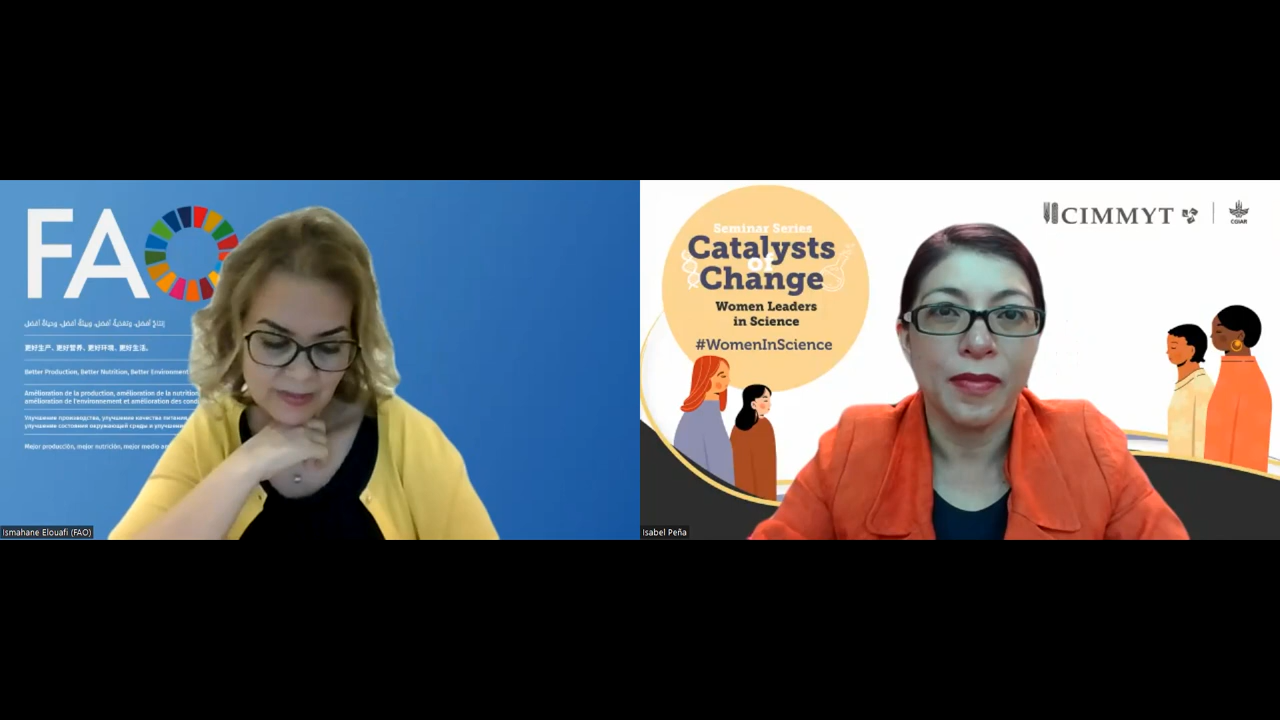 FAO
إنتاجٌ أفضل، وتغذيةٌ أفضل، وبيئةٌ أفضل، وحياةٌ أفضل.
更好生产、更好营养、更好环境、更好生活。
Better Production, Better Nutrition, Better Environment
Amélioration de la production, amélioration de la nutrition
amélioration de l'environnement et amélioration des
Улучшение производства, улучшение качества питания,
улучшение состояния окружающей среды и улучшение
Mejor producción, mejor nutrición, mejor medio
Ismahane Elouafi (FAO)
Seminar Series
Catalysts
of
Change
Women Leaders
in Science
#WomenInScience
CIMMYT
CGIAR
Isabel Peña